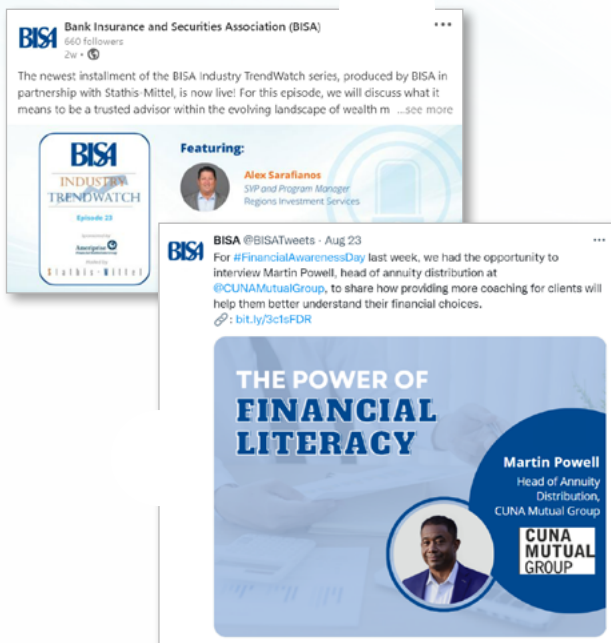 BISA
Bank Insurance and Securities Association (BISA)
660 followers
2w •
The newest installment of the BISA Industry TrendWatch series, produced by BISA in
partnership with Stathis-Mittel, is now live! For this episode, we will discuss what it
means to be a trusted advisor within the evolving landscape of wealth m ...see more
BISA
INDUSTRY
TRENDWATCH
Episode 23
sponsored by
Ameriprise
Financial
Hosted by
Stathis-Mittel
Featuring:
Alex Sarafianos
SVP and Program Manager
Regions Investment Services
BISA
BISA @BISATweets · Aug 23
For #FinancialAwarenessDay last week, we had the opportunity to
interview Martin Powell, head of annuity distribution at
@CUNAMutualGroup, to share how providing more coaching for clients will
help them better understand their financial choices.
: bit.ly/3c1sFDR
THE POWER OF
FINANCIAL
LITERACY
Martin Powell
Head of Annuity
Distribution,
CUNA Mutual Group
CUNA
MUTUAL
GROUP